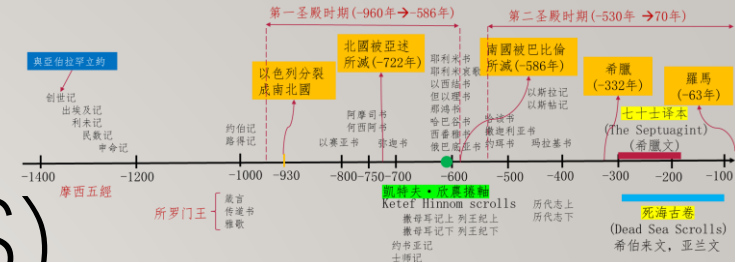 第一圣殿时期(-960年→-586年)
第二圣殿时期(-530年 →70年)
與亞伯拉罕立約
以色列分裂
成南北國
北國被亞述
所滅(-722年)
南國被巴比倫
所滅(-586年)
希臘
(-332年)
羅馬
(-63年)
创世记
出埃及记
利未记
民数记
申命记
约伯记
路得记
阿摩司书
何西阿书
以赛亚书
弥迦书
耶利米书
耶利米哀歌
以西结书
但以理书
那鸿书
哈巴谷书
西番雅书
俄巴底亚书
以斯拉记
以斯帖记
哈该书
撒迦利亚书
约珥书
玛拉基书
七十士译本
(The Septuagint)
(希臘文)
-1400
-1200
-1000
-930
-800
-750
-700
-600
-500
-400
-300
-200
-100
摩西五經
所罗门王
箴言
传道书
雅歌
凯特夫·欣嫩捲軸
Ketef Hinnom scrolls
撒母耳记上 列王纪上
撒母耳记下 列王纪下
约书亚记
士师记
历代志上
历代志下
死海古卷
(Dead Sea Scrolls)
希伯来文, 亚兰文
S)